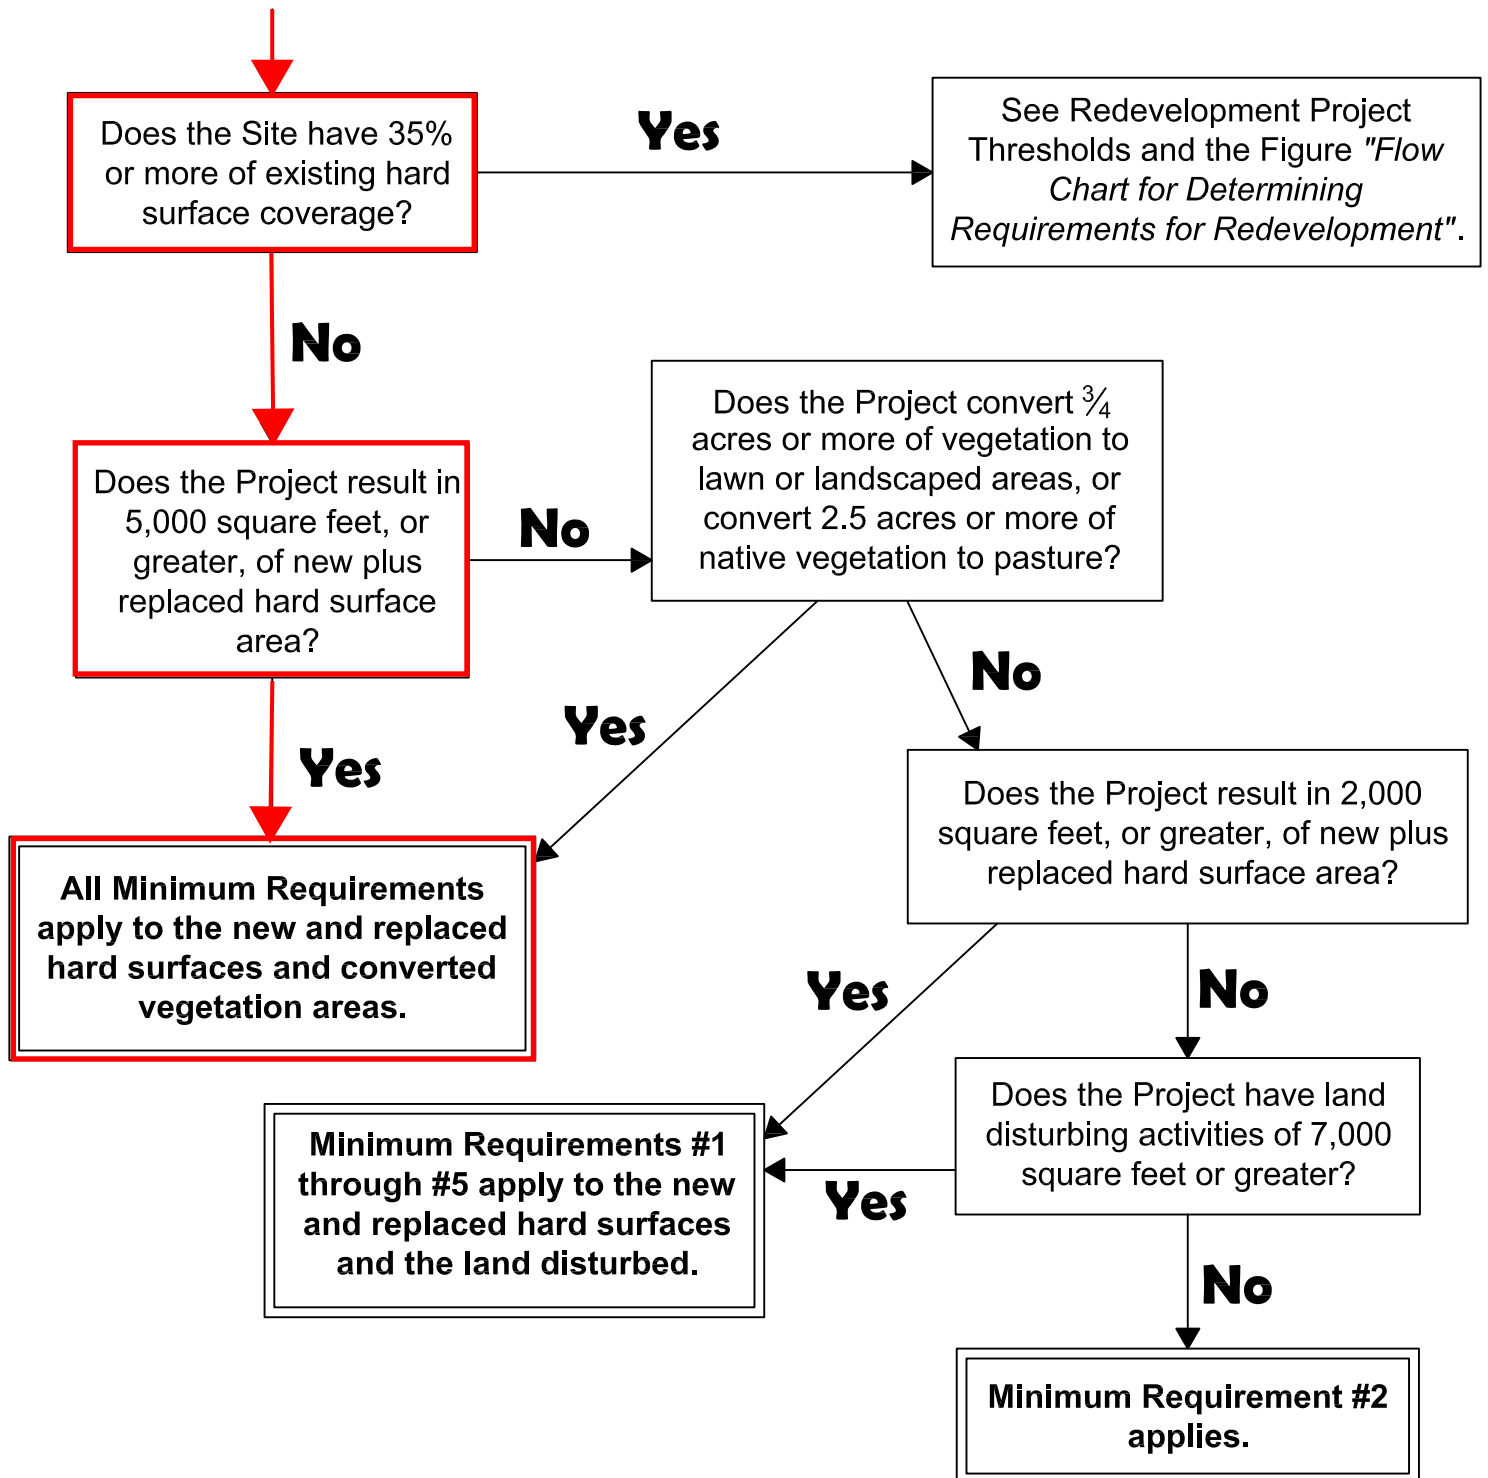 Does the Site have 35%
or more of existing hard
surface coverage?
Yes
See Redevelopment Project
Thresholds and the Figure "Flow
Chart for Determining
Requirements for Redevelopment".
No
Does the Project result in
5,000 square feet, or
greater, of new plus
replaced hard surface
area?
No
Does the Project convert ¾
acres or more of vegetation to
lawn or landscaped areas, or
convert 2.5 acres or more of
native vegetation to pasture?
Yes
Yes
No
All Minimum Requirements
apply to the new and replaced
hard surfaces and converted
vegetation areas.
Does the Project result in 2,000
square feet, or greater, of new plus
replaced hard surface area?
Yes
No
Minimum Requirements #1
through #5 apply to the new
and replaced hard surfaces
and the land disturbed.
Yes
Does the Project have land
disturbing activities of 7,000
square feet or greater?
No
Minimum Requirement #2
applies.